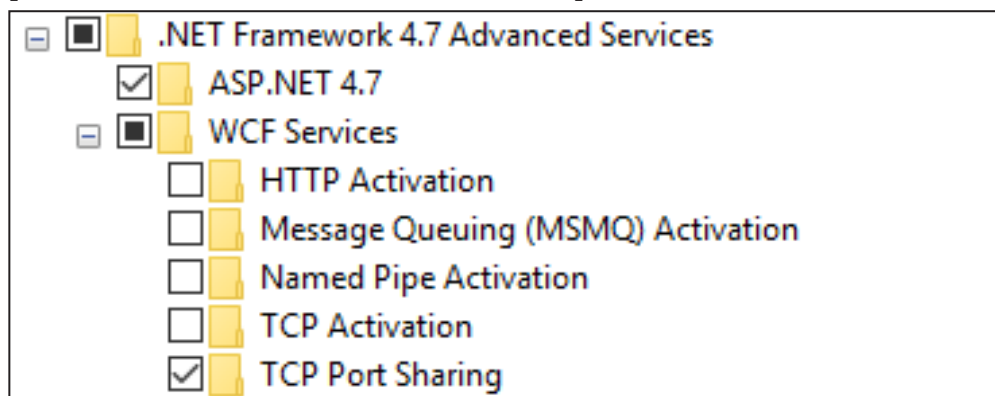 .NET Framework 4.7 Advanced Services
ASP.NET 4.7
WCF Services
HTTP Activation
Message Queuing (MSMQ) Activation
Named Pipe Activation
TCP Activation
TCP Port Sharing